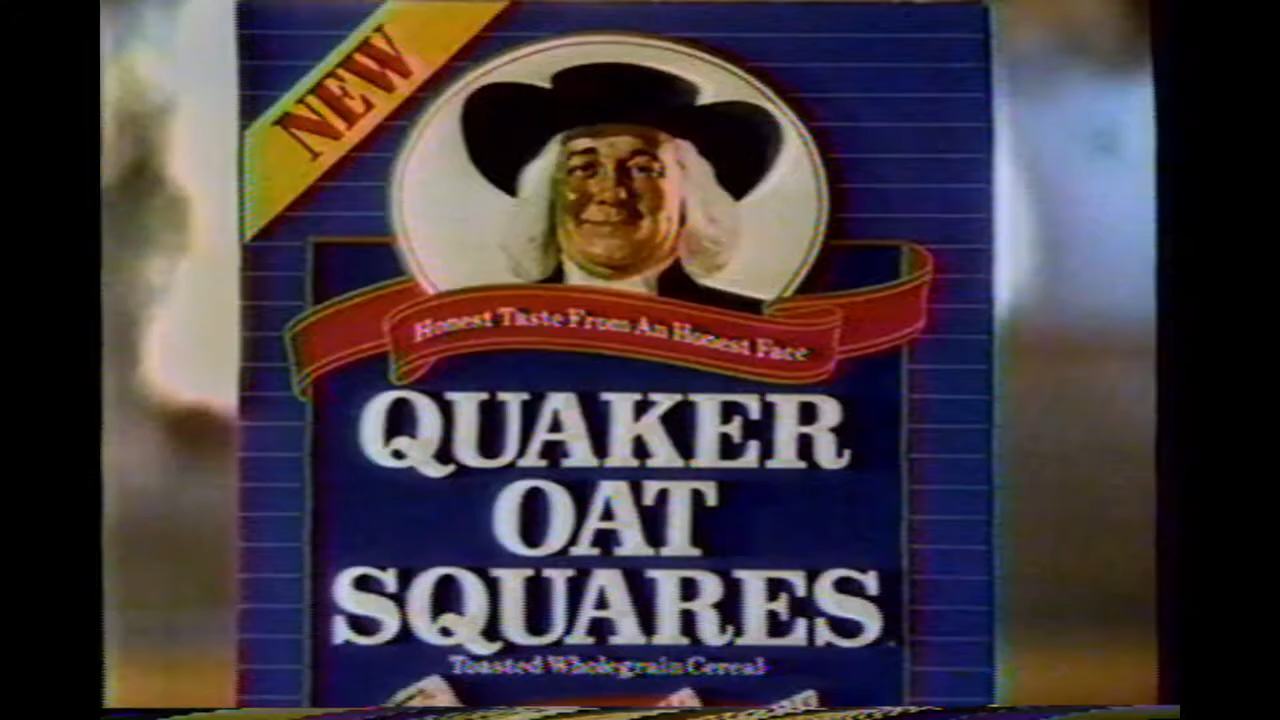 NEW
Honest Taste From An Honest Face
QUAKER
OAT
SQUARES
Toasted Wholegrain Cereal